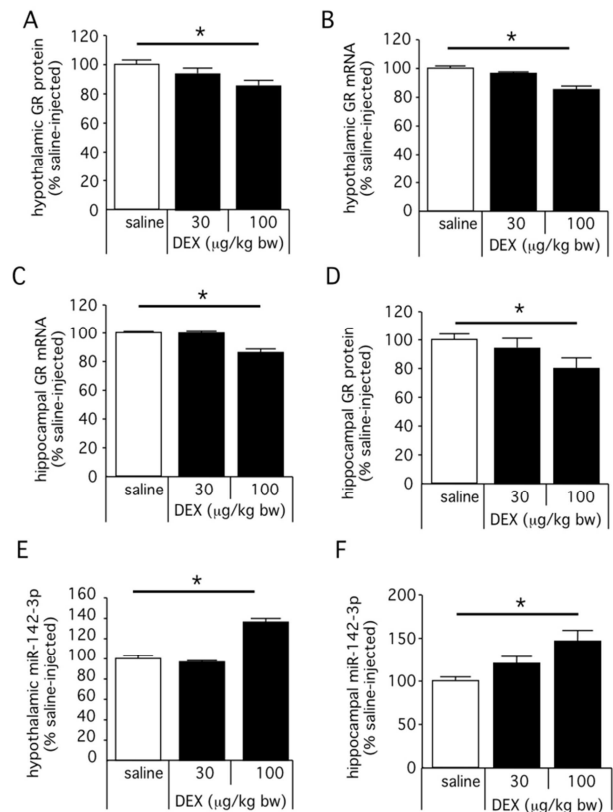 A
hypothalamic GR protein
(% saline-injected)
120
100
80
60
40
20
0
*
saline
30
100
DEX (μg/kg bw)
B
hypothalamic GR mRNA
(% saline-injected)
120
100
80
60
40
20
0
*
saline
30
100
DEX (μg/kg bw)
C
hippocampal GR mRNA
(% saline-injected)
120
100
80
60
40
20
0
*
saline
30
100
DEX (μg/kg bw)
D
hippocampal GR protein
(% saline-injected)
120
100
80
60
40
20
0
*
saline
30
100
DEX (μg/kg bw)
E
hypothalamic miR-142-3p
(% saline-injected)
160
140
120
100
80
60
40
20
0
*
saline
30
100
DEX (μg/kg bw)
F
hippocampal miR-142-3p
(% saline-injected)
200
150
100
50
0
*
saline
30
100
DEX (μg/kg bw)